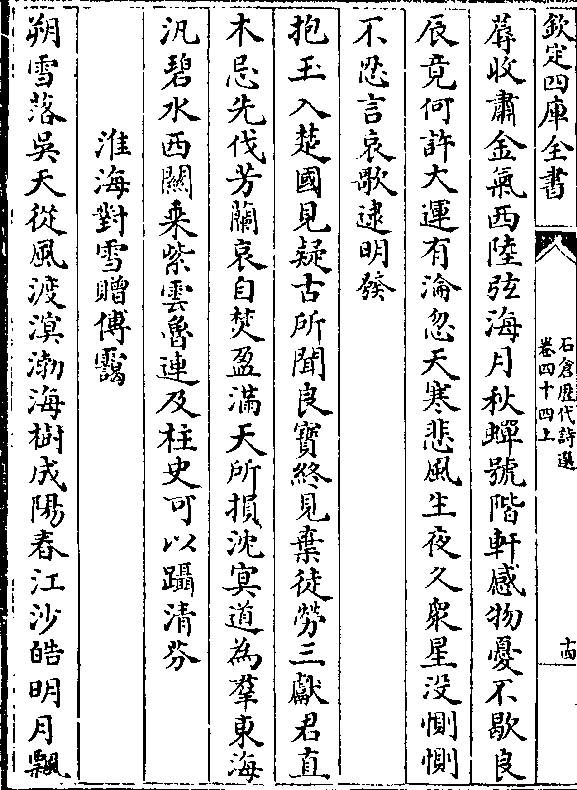 欽定四庫全書
石倉歴代詩選
卷四十四上
十四
蓐收肅金氣西陸弦海月秋蟬號階軒感物憂不歇良
辰竟何許大運有淪忽天寒悲風生夜久衆星没惻惻
不忍言哀歌逮明發
抱玉入楚國見疑古所聞良寳終見棄徒勞三獻君直
木忌先伐芳蘭哀自焚盈滿天所損沈冥道為羣東海
汎碧水西關乗紫雲魯連及柱史可以躡清芬
淮海對雪贈傅靄
朔雪落吳天從風渡溟渤海樹成陽春江沙皓明月飄